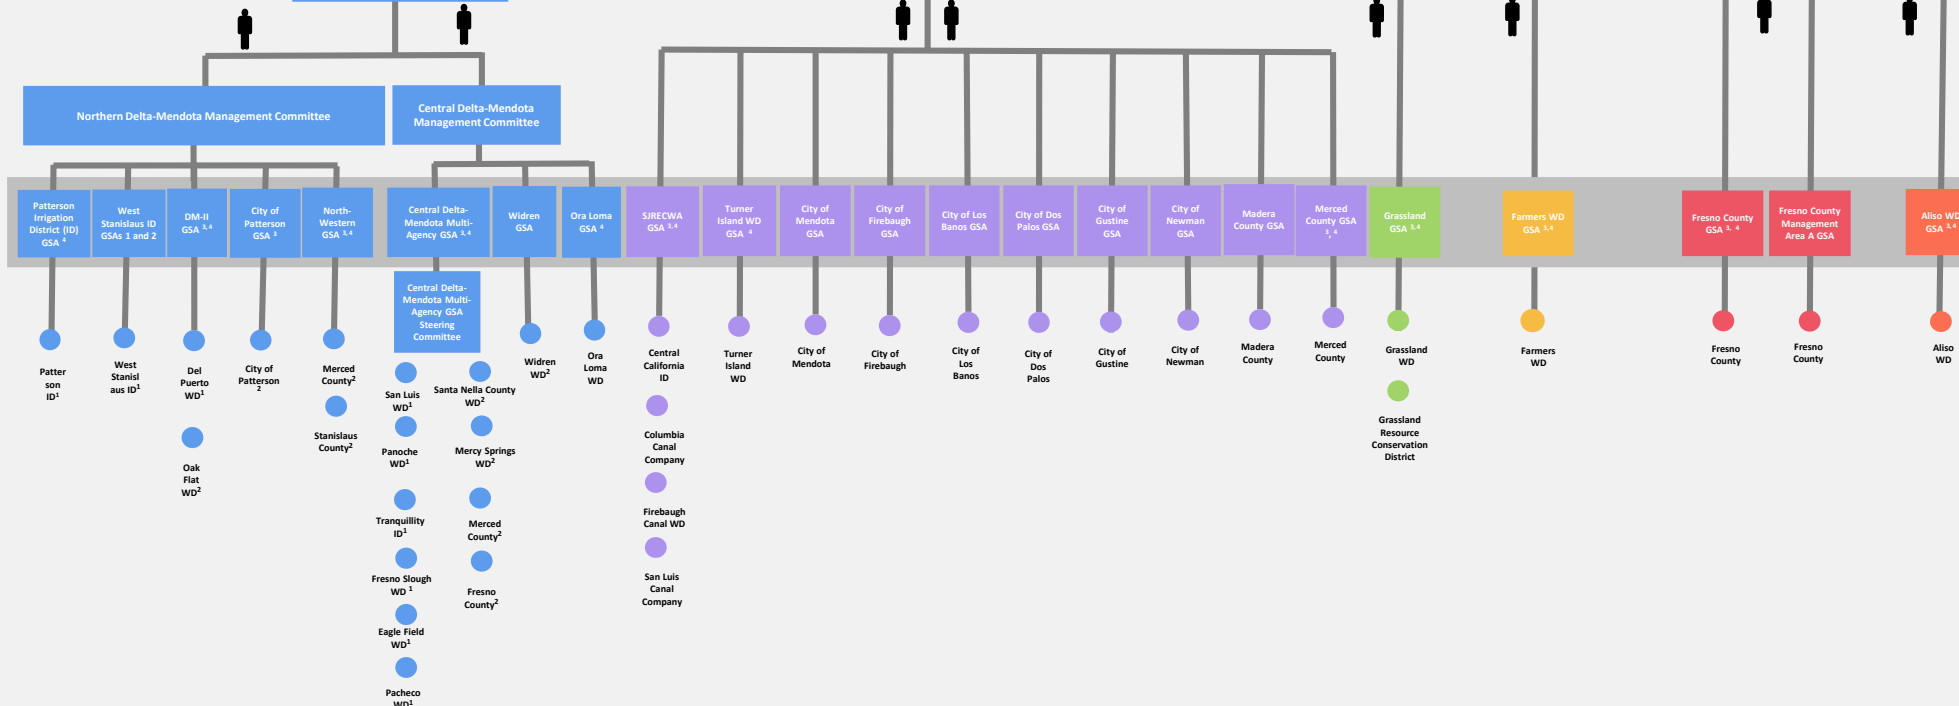 Northern Delta-Mendota Management Committee
Central Delta-Mendota
Management Committee
Patterson
Irrigation
District (ID)
GSA 4
West
Stanislaus ID
GSAs 1 and 2
DM-II
GSA 3,4
City of
Patterson
GSA 3
North-
Western
GSA 3,4
Central Delta-
Mendota Multi-
Agency GSA 3,4
Widren
GSA
Ora Loma
GSA 4
SJRECWA
GSA 3,4
Turner
Island WD
GSA 4
City of
Mendota
GSA
City of
Firebaugh
GSA
City of Los
Banos GSA
City of Dos
Palos GSA
City of
Gustine
GSA
City of
Newman
GSA
Madera
County GSA
Merced
County GSA
3, 4
Grassland
GSA 3,4
Farmers WD
GSA 3,4
Fresno County
GSA 3, 4
Fresno County
Management
Area A GSA
Aliso WD
GSA 3,4
Central Delta-
Mendota Multi-
Agency GSA
Steering
Committee
Patter
son
ID1
West
Stanisl
aus ID1
Del
Puerto
WD1
Oak
Flat
WD2
City of
Patterson
2
Merced
County2
Stanislaus
County2
San Luis
WD1
Panoche
WD1
Tranquillity
ID1
Fresno Slough
WD 1
Eagle Field
WD1
Pacheco
WD1
Santa Nella County
WD2
Mercy Springs
WD2
Merced
County2
Fresno
County2
Widren
WD2
Ora
Loma
WD
Central
California
ID
Columbia
Canal
Company
Firebaugh
Canal WD
San Luis
Canal
Company
Turner
Island
WD
City of
Mendota
City of
Firebaugh
City of
Los
Banos
City of
Dos
Palos
City of
Gustine
City of
Newman
Madera
County
Merced
County
Grassland
WD
Grassland
Resource
Conservation
District
Farmers
WD
Fresno
County
Fresno
County
Aliso
WD